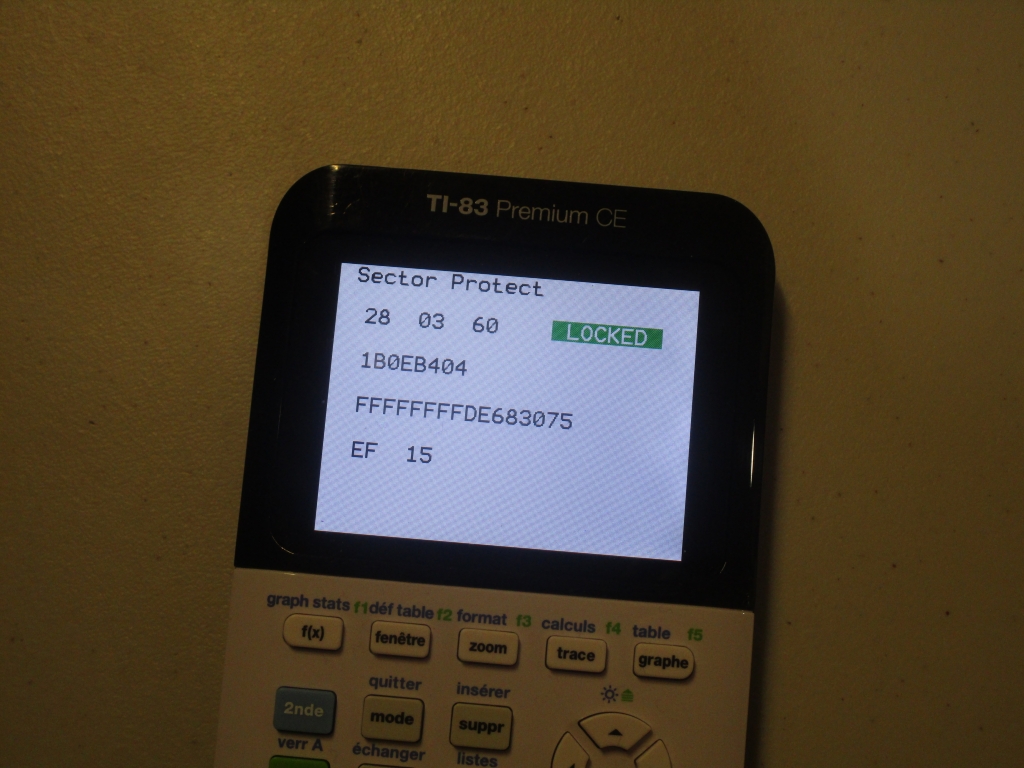 TI-83 Premium CE
Sector Protect
28 03 60 LOCKED
1B0EB404
FFFFFFFFDE683075
EF 15
graph stats f1 déf table f2 format f3 calculs f4 table f5
f(x) fenêtre zoom trace graphe
quitter insérer
2nde mode suppr
verr A échanger listes